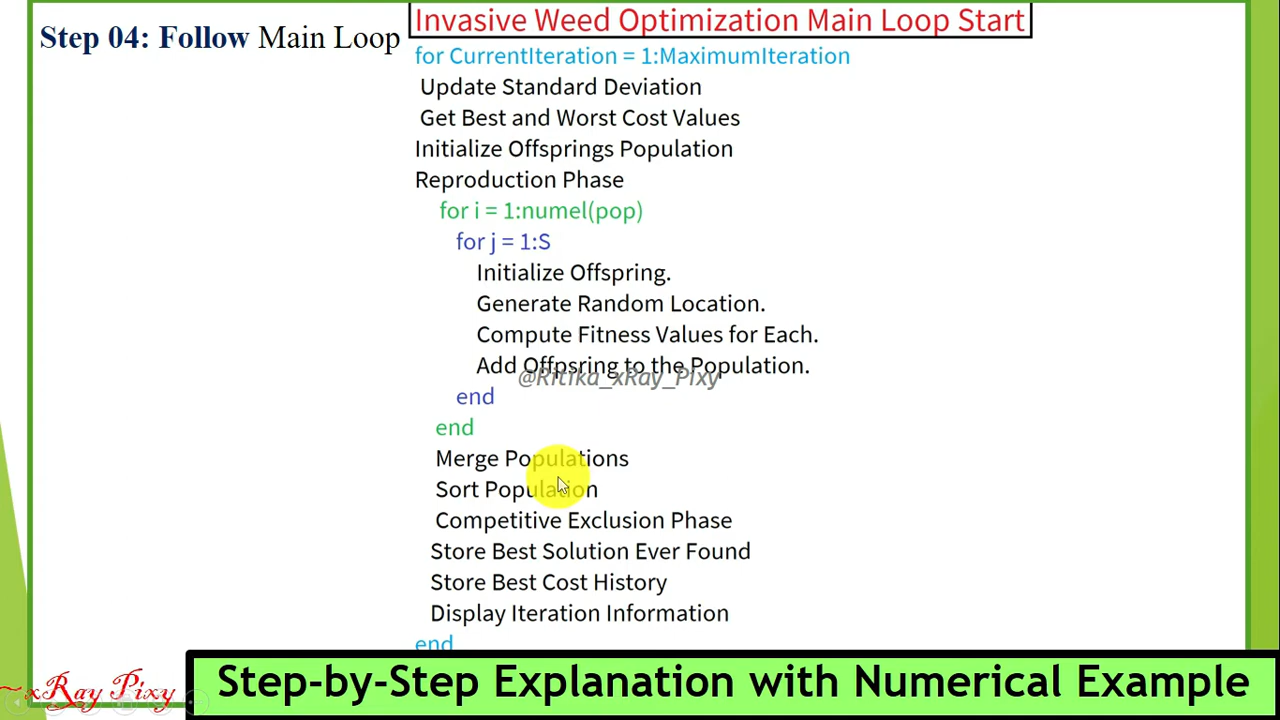 Step 04: Follow Main Loop
Invasive Weed Optimization Main Loop Start
for CurrentIteration = 1:MaximumIteration
Update Standard Deviation
Get Best and Worst Cost Values
Initialize Offsprings Population
Reproduction Phase
for i = 1:numel(pop)
for j = 1:S
Initialize Offspring.
Generate Random Location.
Compute Fitness Values for Each.
Add Offpsring to the Population.
@Ritika_xRay_Pixy
end
end
Merge Populations
Sort Population
Competitive Exclusion Phase
Store Best Solution Ever Found
Store Best Cost History
Display Iteration Information
end
~xRay Pixy
Step-by-Step Explanation with Numerical Example